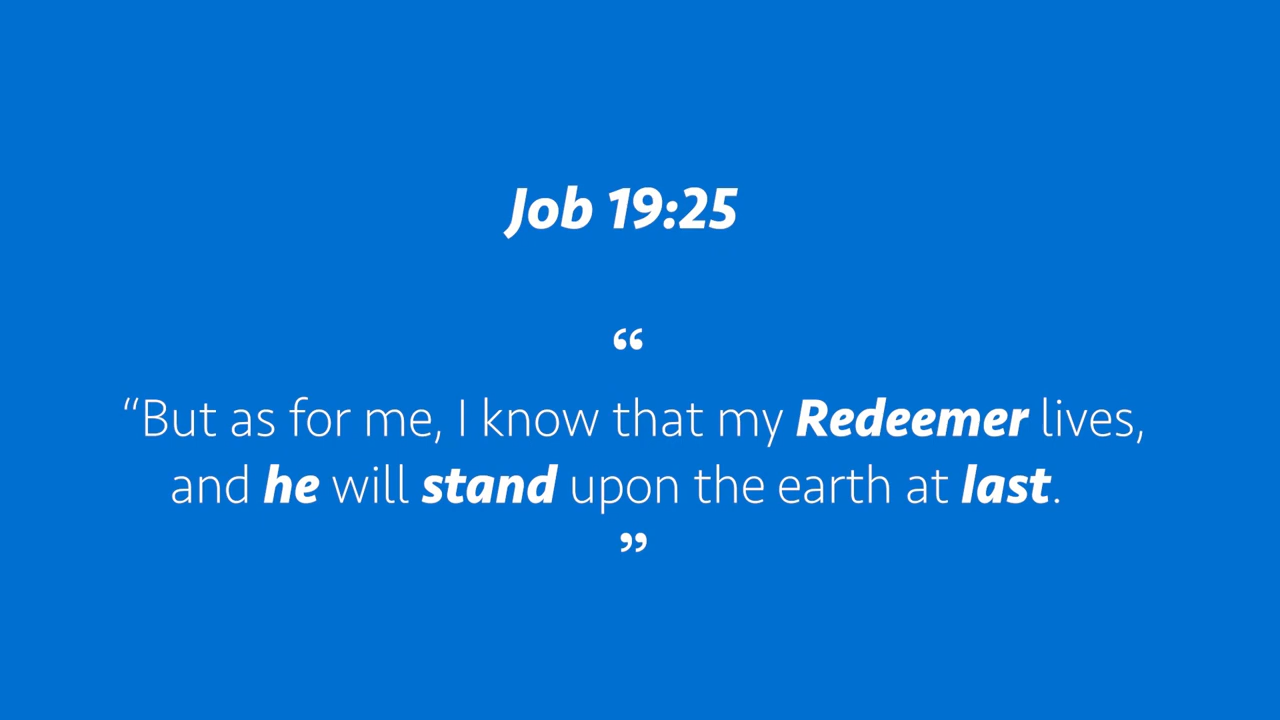 Job 19:25
“
“But as for me, I know that my Redeemer lives,
and he will stand upon the earth at last.
”